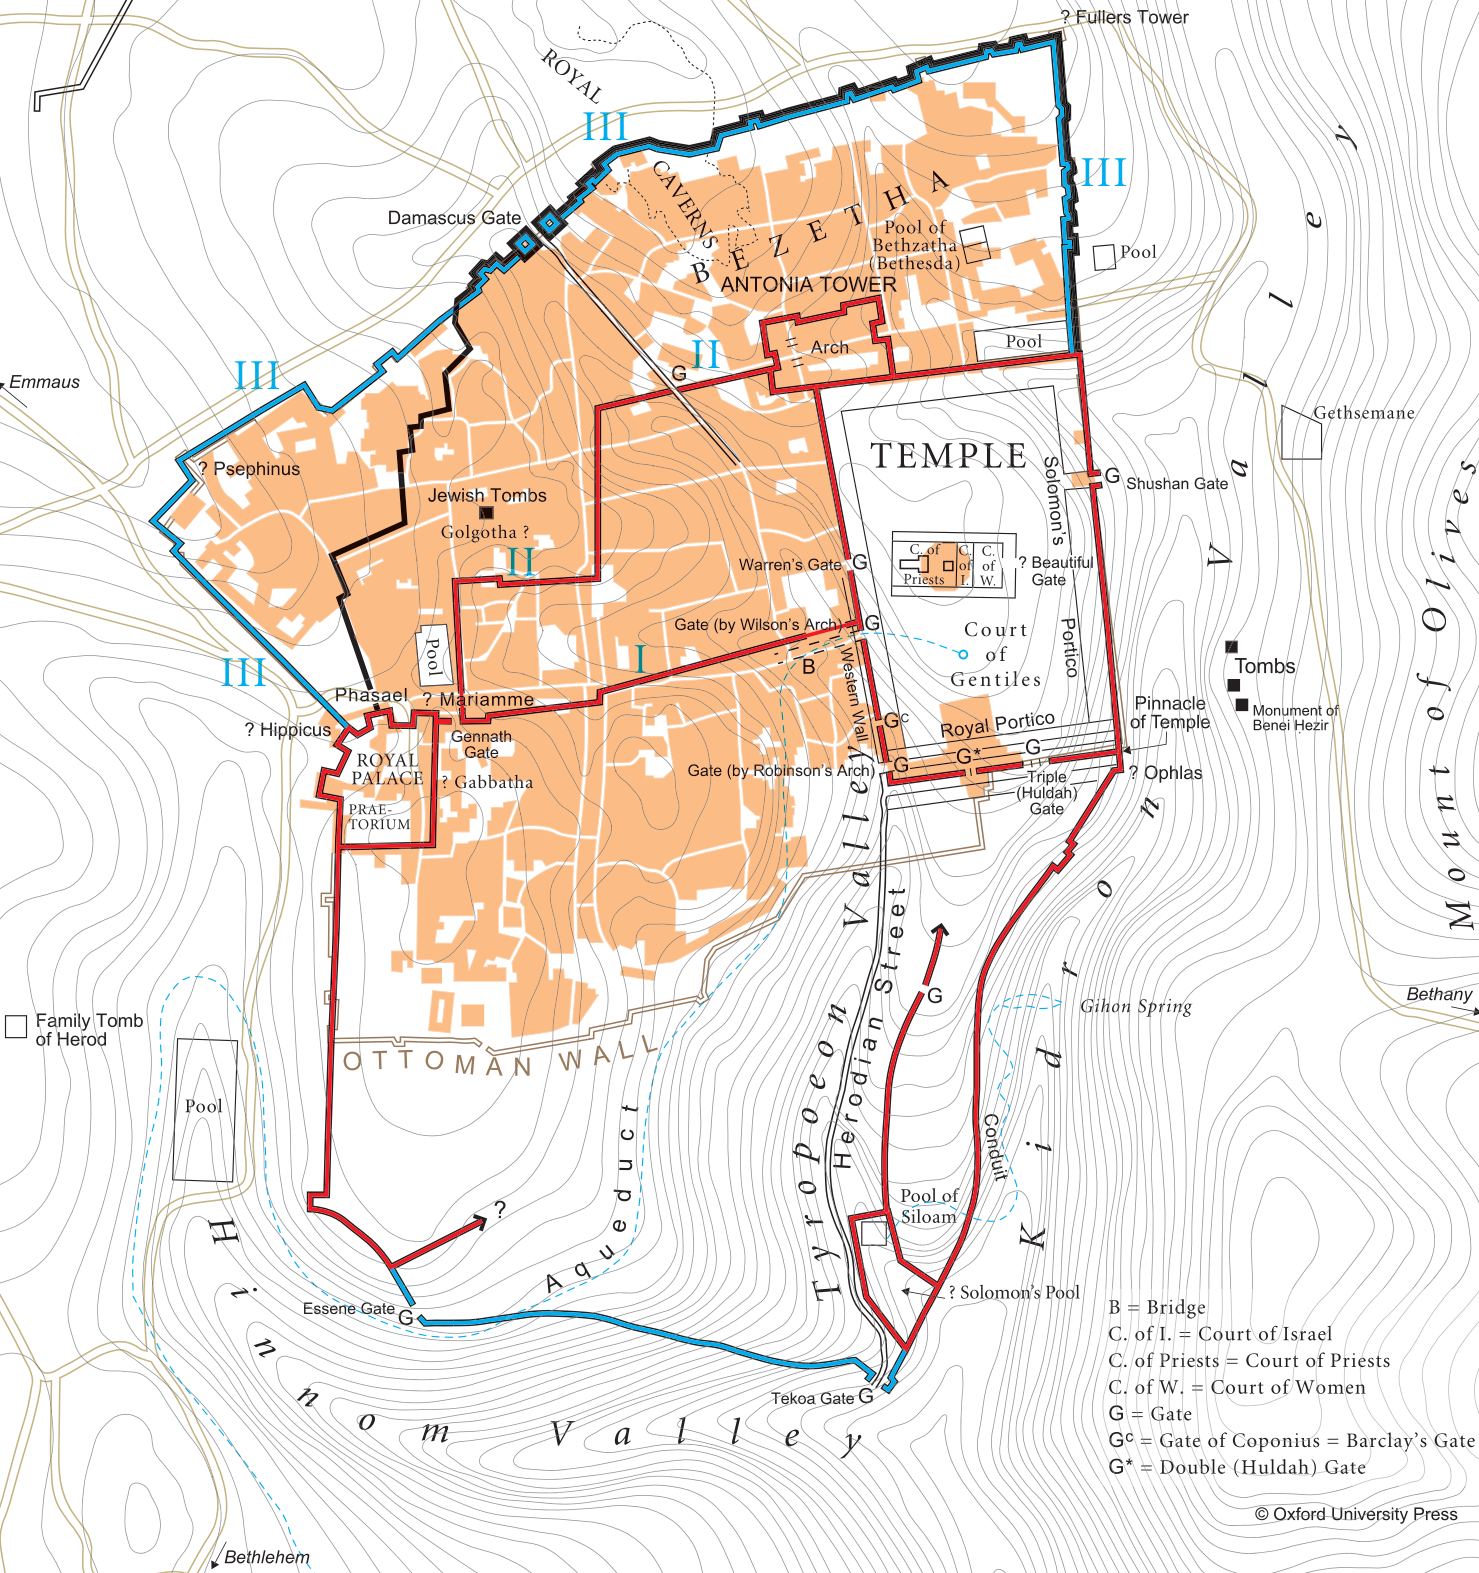 ? Fullers Tower
ROYAL
CAVERNS
III
III
Damascus Gate
BEZETHA
Pool of
Bethzatha
(Bethesda)
Pool
ANTONIA TOWER
Arch
Pool
II
G
III
Emmaus
Gethsemane
? Psephinus
TEMPLE
Solomon's
Portico
G
Shushan Gate
Jewish Tombs
Golgotha ?
II
Warren's Gate
G
C. of
Priests
C.
of
I.
C.
of
W.
? Beautiful
Gate
Gate (by Wilson's Arch)
G
Court
of
Gentiles
B
I
Pool
III
Tombs
Monument of
Benei Hezir
Phasael
? Mariamme
? Hippicus
Gennath
Gate
Western Wall
Gc
Royal Portico
Pinnacle
of Temple
ROYAL
PALACE
? Gabbatha
PRAE-
TORIUM
Gate (by Robinson's Arch)
G
G*
G
Triple
(Huldah)
Gate
? Ophlas
Kidron Valley
Mount of Olives
Tyropoeon Valley
Herodian Street
G
Gihon Spring
Bethany
Family Tomb
of Herod
OTTOMAN WALL
Pool
Conduit
Aqueduct
?
Pool of
Siloam
? Solomon's Pool
Essene Gate
G
Tekoa Gate
G
Hinnom Valley
Bethlehem
B = Bridge
C. of I. = Court of Israel
C. of Priests = Court of Priests
C. of W. = Court of Women
G = Gate
Gc = Gate of Coponius = Barclay's Gate
G* = Double (Huldah) Gate
© Oxford University Press